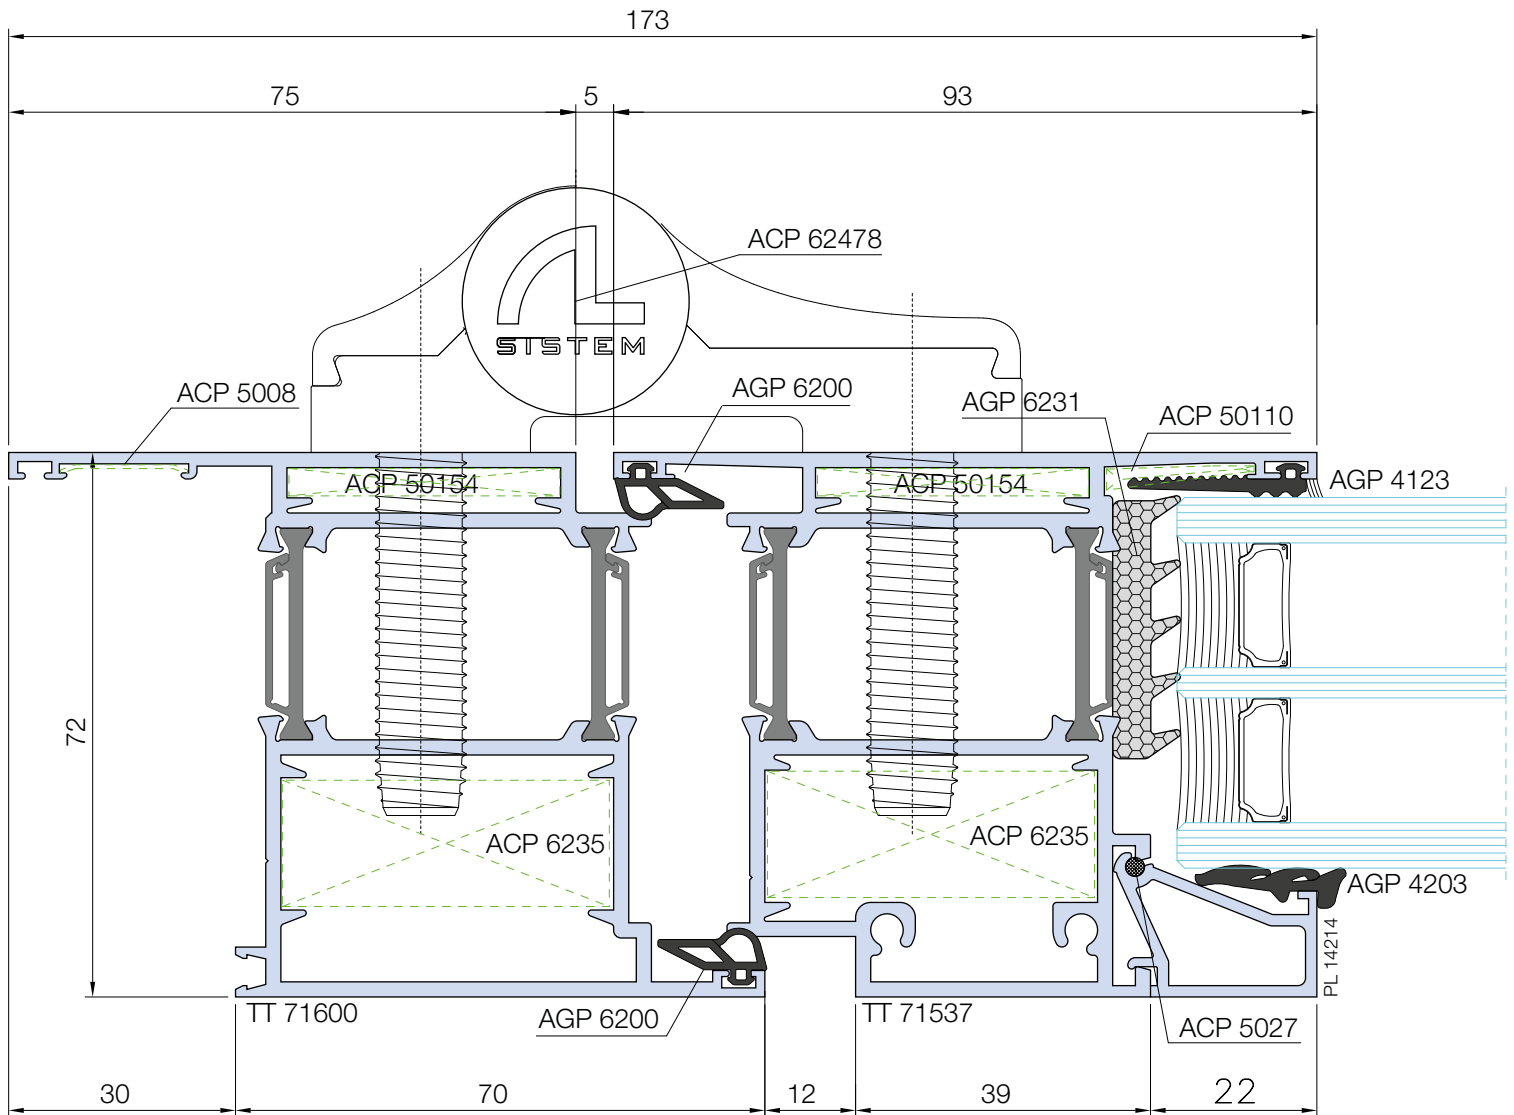 173
75
5
93
ACP 62478
SISTEM
ACP 5008
AGP 6200
AGP 6231
ACP 50110
ACP 50154
ACP 50154
AGP 4123
72
ACP 6235
ACP 6235
AGP 4203
PL 14214
TT 71600
AGP 6200
TT 71537
ACP 5027
30
70
12
39
22